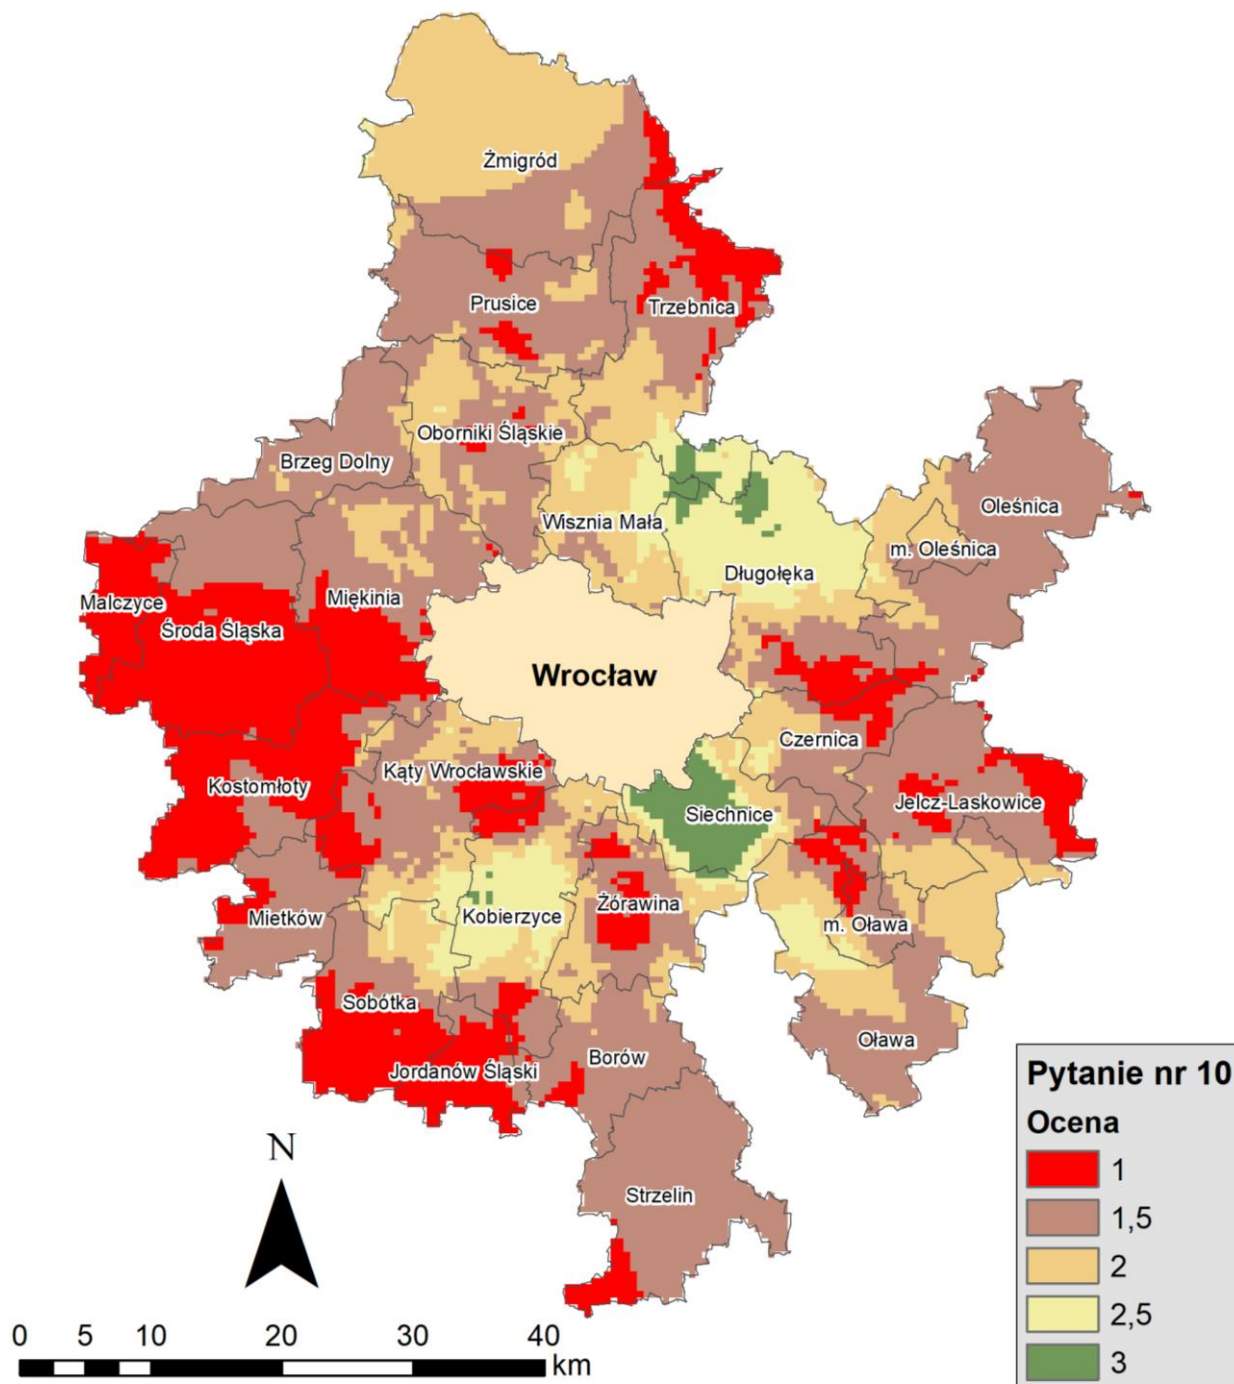 Żmigród
Prusice
Trzebnica
Oborniki Śląskie
Brzeg Dolny
Oleśnica
Wisznia Mała
m. Oleśnica
Długołęka
Malczyce
Miękinia
Środa Śląska
Wrocław
Czernica
Kąty Wrocławskie
Kostomłoty
Jelcz-Laskowice
Siechnice
Żórawina
Kobierzyce
Mietków
m. Oława
Sobótka
Oława
Borów
Jordanów Śląski
Strzelin
N
0 5 10 20 30 40
km
Pytanie nr 10
Ocena
1
1,5
2
2,5
3